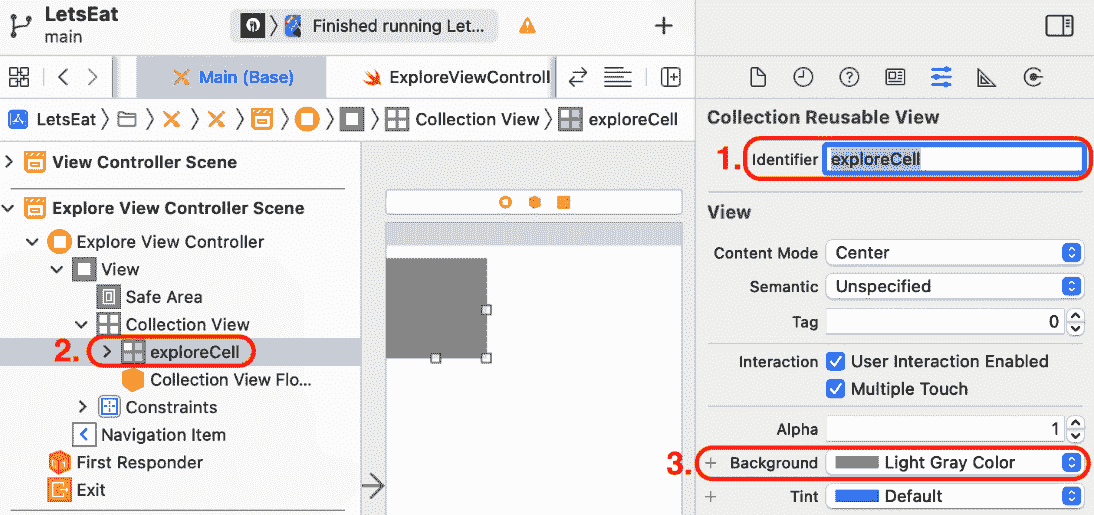 LetsEat
main
Finished running Let...
Main (Base)
ExploreViewControll
LetsEat
Collection View
exploreCell
View Controller Scene
Explore View Controller Scene
Explore View Controller
View
Safe Area
Collection View
2.
exploreCell
Collection View Flo...
Constraints
Navigation Item
First Responder
Exit
Collection Reusable View
1.
Identifier exploreCell
View
Content Mode Center
Semantic Unspecified
Tag 0
Interaction User Interaction Enabled
Multiple Touch
Alpha 1
3.
+ Background Light Gray Color
+ Tint Default